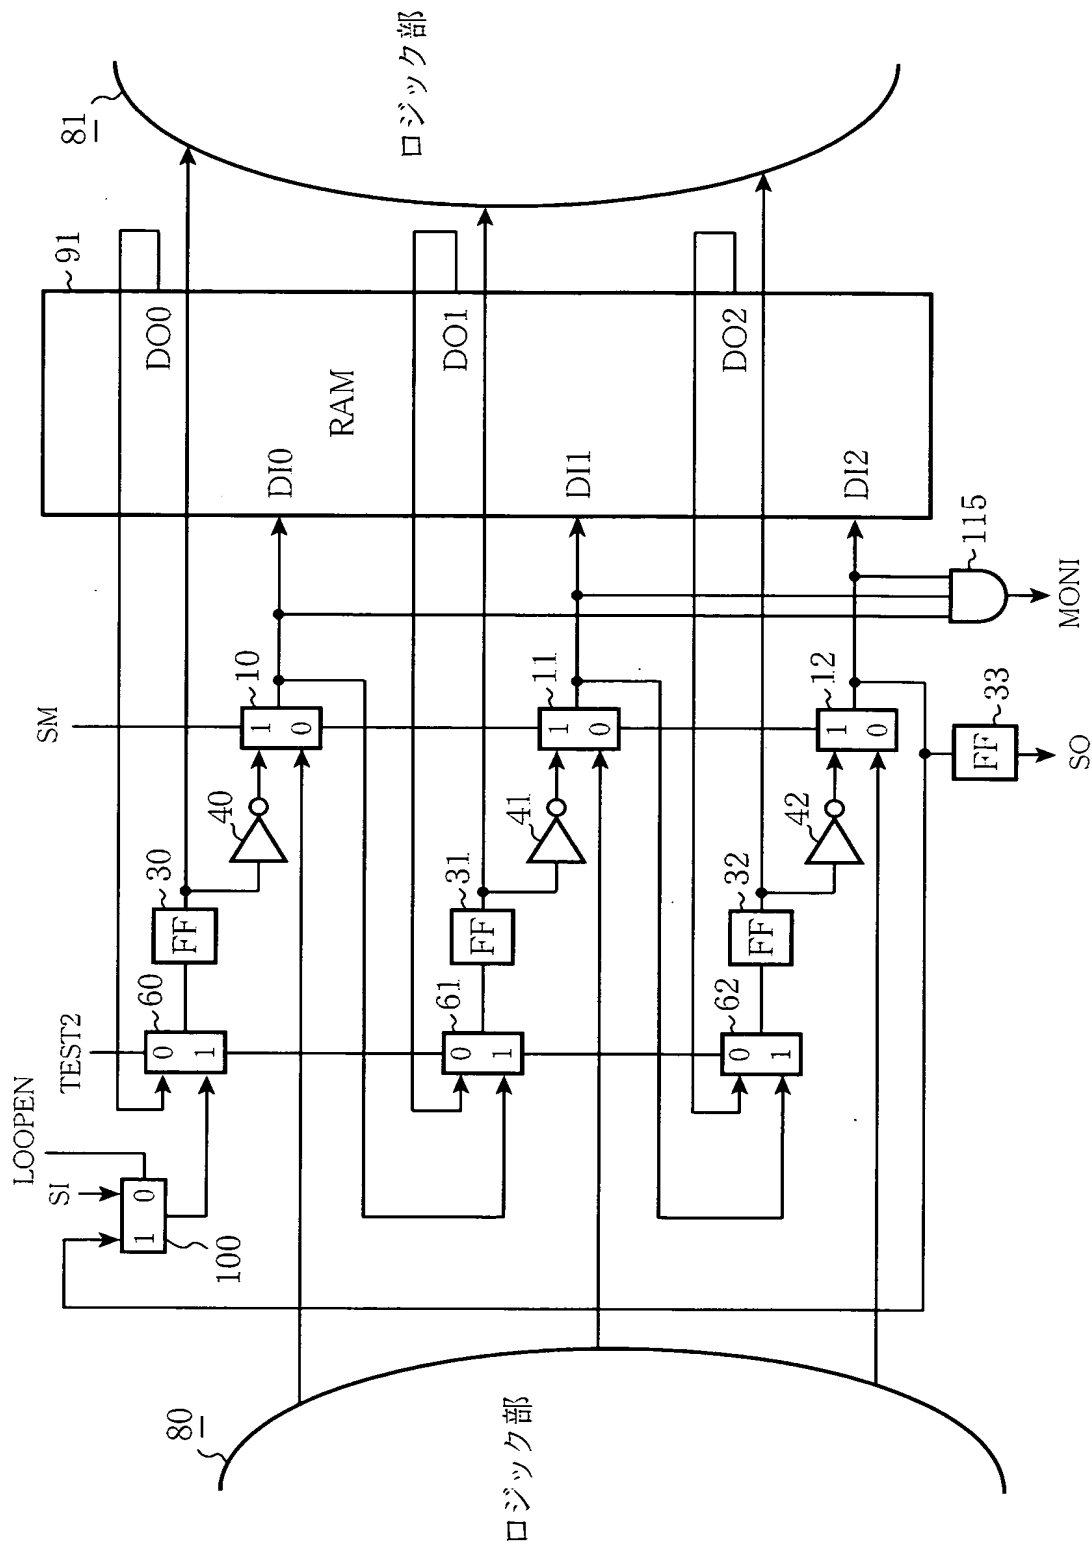 ロジック部
80
LOOPEN
SI
1 0
100
TEST2
0
1
60
FF
30
40
SM
1
0
10
DI0
DO0
91
RAM
81
ロジック部
0
1
61
FF
31
41
1
0
11
DI1
DO1
0
1
62
FF
32
42
1
0
12
DI2
DO2
FF
33
SO
115
MONI